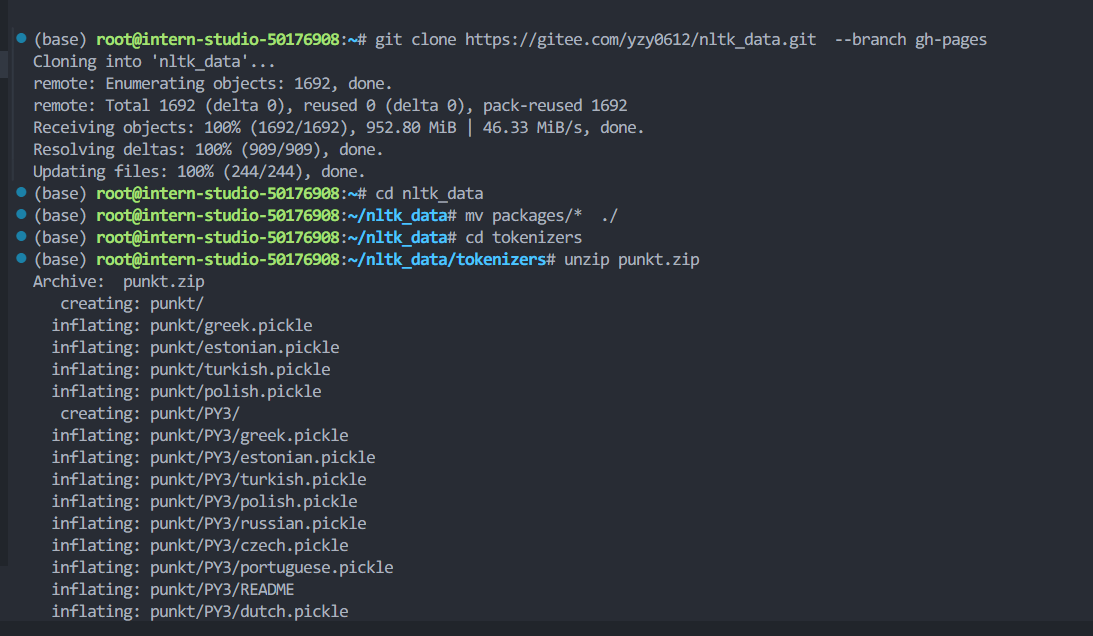 (base) root@intern-studio-50176908:~# git clone https://gitee.com/yzy0612/nltk_data.git  --branch gh-pages
Cloning into 'nltk_data'...
remote: Enumerating objects: 1692, done.
remote: Total 1692 (delta 0), reused 0 (delta 0), pack-reused 1692
Receiving objects: 100% (1692/1692), 952.80 MiB | 46.33 MiB/s, done.
Resolving deltas: 100% (909/909), done.
Updating files: 100% (244/244), done.
(base) root@intern-studio-50176908:~# cd nltk_data
(base) root@intern-studio-50176908:~/nltk_data# mv packages/*  ./
(base) root@intern-studio-50176908:~/nltk_data# cd tokenizers
(base) root@intern-studio-50176908:~/nltk_data/tokenizers# unzip punkt.zip
Archive:  punkt.zip
   creating: punkt/
  inflating: punkt/greek.pickle
  inflating: punkt/estonian.pickle
  inflating: punkt/turkish.pickle
  inflating: punkt/polish.pickle
   creating: punkt/PY3/
  inflating: punkt/PY3/greek.pickle
  inflating: punkt/PY3/estonian.pickle
  inflating: punkt/PY3/turkish.pickle
  inflating: punkt/PY3/polish.pickle
  inflating: punkt/PY3/russian.pickle
  inflating: punkt/PY3/czech.pickle
  inflating: punkt/PY3/portuguese.pickle
  inflating: punkt/PY3/README
  inflating: punkt/PY3/dutch.pickle